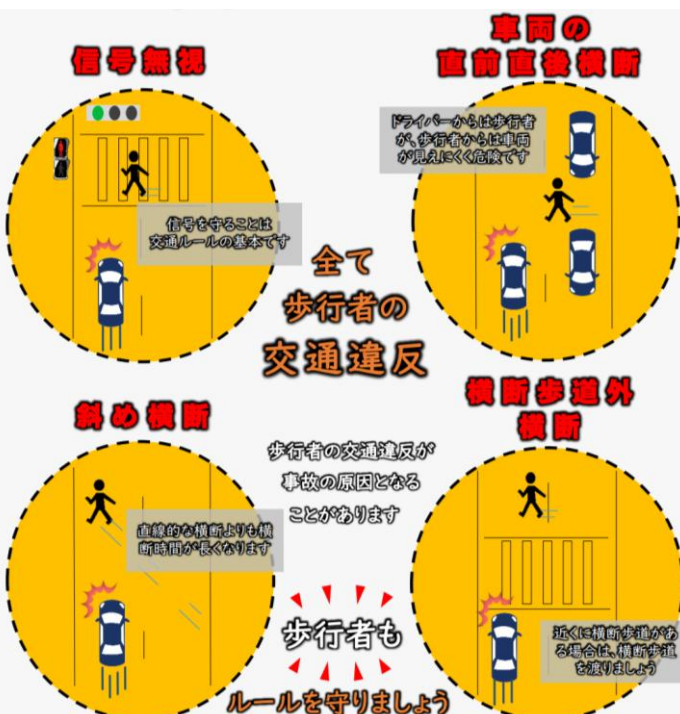 信号無視
信号を守ることは
交通ルールの基本です
車両の
直前直後横断
ドライバーからは歩行者
が、歩行者からは車両
が見えにくく危険です
全て
歩行者の
交通違反
斜め横断
直線的な横断よりも横
断時間が長くなります
歩行者の交通違反が
事故の原因となる
ことがあります
横断歩道外
横断
近くに横断歩道があ
る場合は、横断歩道
を渡りましょう
歩行者も
ルールを守りましょう